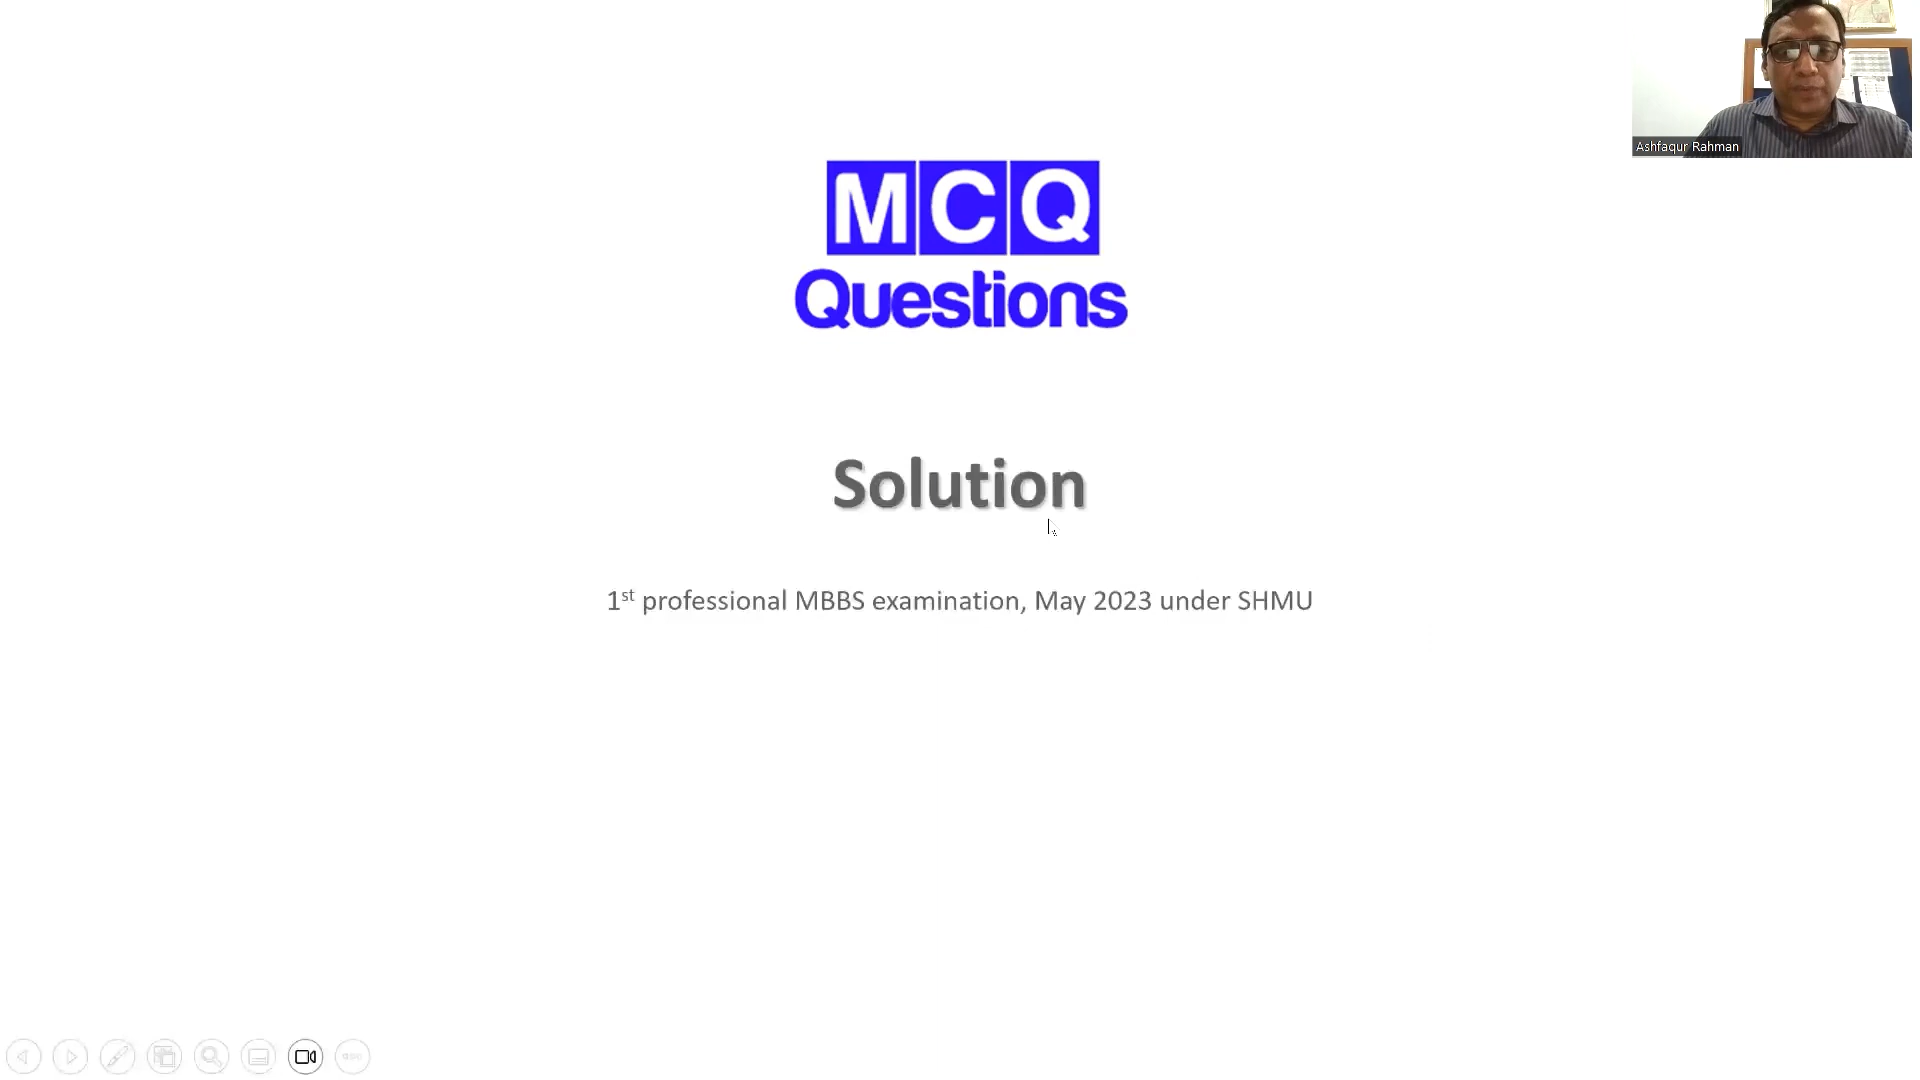 MCQ
Questions
Solution
1st professional MBBS examination, May 2023 under SHMU
Ashfaqur Rahman